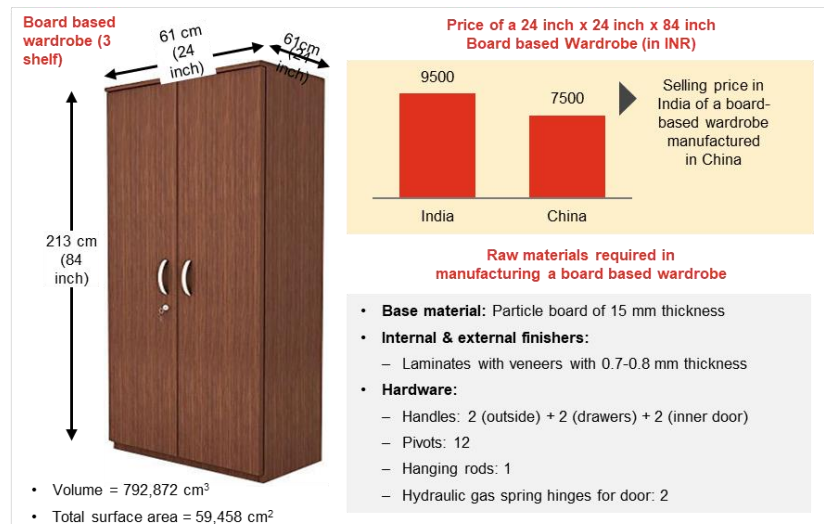 Board based
wardrobe (3
shelf)
61 cm
(24
inch)
61cm
(24
inch)
213 cm
(84
inch)
• Volume = 792,872 cm³
• Total surface area = 59,458 cm²
Price of a 24 inch x 24 inch x 84 inch
Board based Wardrobe (in INR)
9500
7500
India
China
Selling price in
India of a board-
based wardrobe
manufactured
in China
Raw materials required in
manufacturing a board based wardrobe
• Base material: Particle board of 15 mm thickness
• Internal & external finishers:
– Laminates with veneers with 0.7-0.8 mm thickness
• Hardware:
– Handles: 2 (outside) + 2 (drawers) + 2 (inner door)
– Pivots: 12
– Hanging rods: 1
– Hydraulic gas spring hinges for door: 2